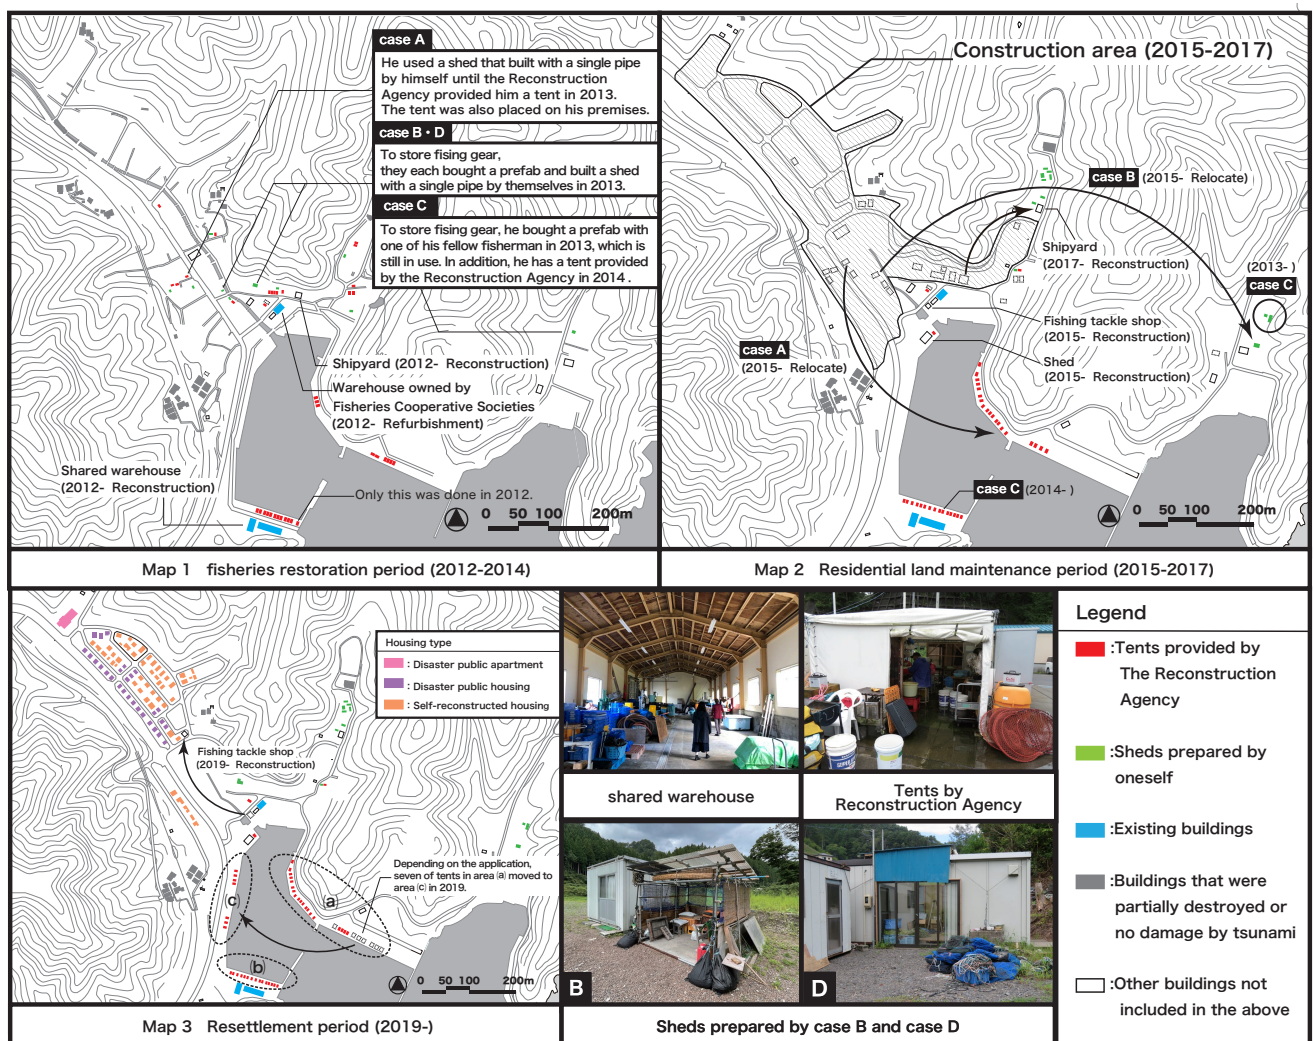 case A
He used a shed that built with a single pipe
by himself until the Reconstruction
Agency provided him a tent in 2013.
The tent was also placed on his premises.
case B・D
To store fising gear,
they each bought a prefab and built a shed
with a single pipe by themselves in 2013.
case C
To store fising gear, he bought a prefab with
one of his fellow fisherman in 2013, which is
still in use. In addition, he has a tent provided
by the Reconstruction Agency in 2014 .
Shipyard (2012- Reconstruction)
Warehouse owned by
Fisheries Cooperative Societies
(2012- Refurbishment)
Shared warehouse
(2012- Reconstruction)
Only this was done in 2012.
0 50 100 200m
Map 1 fisheries restoration period (2012-2014)
Construction area (2015-2017)
case B (2015- Relocate)
Shipyard
(2017- Reconstruction)
(2013- )
case C
Fishing tackle shop
(2015- Reconstruction)
Shed
(2015- Reconstruction)
case A
(2015- Relocate)
case C (2014- )
0 50 100 200m
Map 2 Residential land maintenance period (2015-2017)
Housing type
: Disaster public apartment
: Disaster public housing
: Self-reconstructed housing
Fishing tackle shop
(2019- Reconstruction)
Depending on the application,
seven of tents in area (a) moved to
area (c) in 2019.
(a)
(c)
(b)
0 50 100 200m
Map 3 Resettlement period (2019-)
shared warehouse
Tents by
Reconstruction Agency
B
D
Sheds prepared by case B and case D
Legend
:Tents provided by
The Reconstruction
Agency
:Sheds prepared by
oneself
:Existing buildings
:Buildings that were
partially destroyed or
no damage by tsunami
:Other buildings not
included in the above